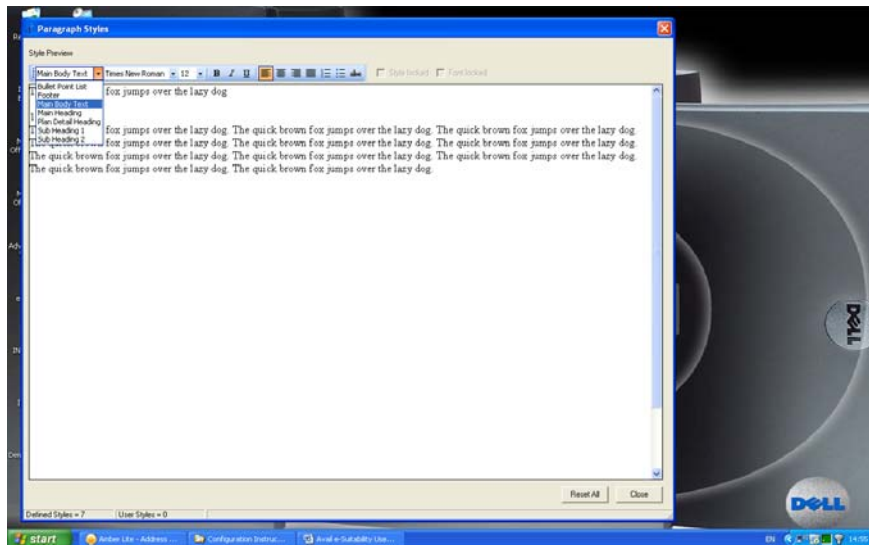 Paragraph Styles
Style Preview
Main Body Text Times New Roman 12 B I U abc Style locked Font locked
Bullet Point List
Footer
Main Body Text
Main Heading
Plan Detail Heading
Sub Heading 1
Sub Heading 2
fox jumps over the lazy dog
fox jumps over the lazy dog. The quick brown fox jumps over the lazy dog. The quick brown fox jumps over the lazy dog.
fox jumps over the lazy dog. The quick brown fox jumps over the lazy dog. The quick brown fox jumps over the lazy dog.
The quick brown fox jumps over the lazy dog. The quick brown fox jumps over the lazy dog. The quick brown fox jumps over the lazy dog.
The quick brown fox jumps over the lazy dog. The quick brown fox jumps over the lazy dog.
Reset All Close
Defined Styles = 7 User Styles = 0
DELL
DELL
start Amber Lite - Address ... Configuration Instruc... Avail e-Suitability Use... EN 14:55